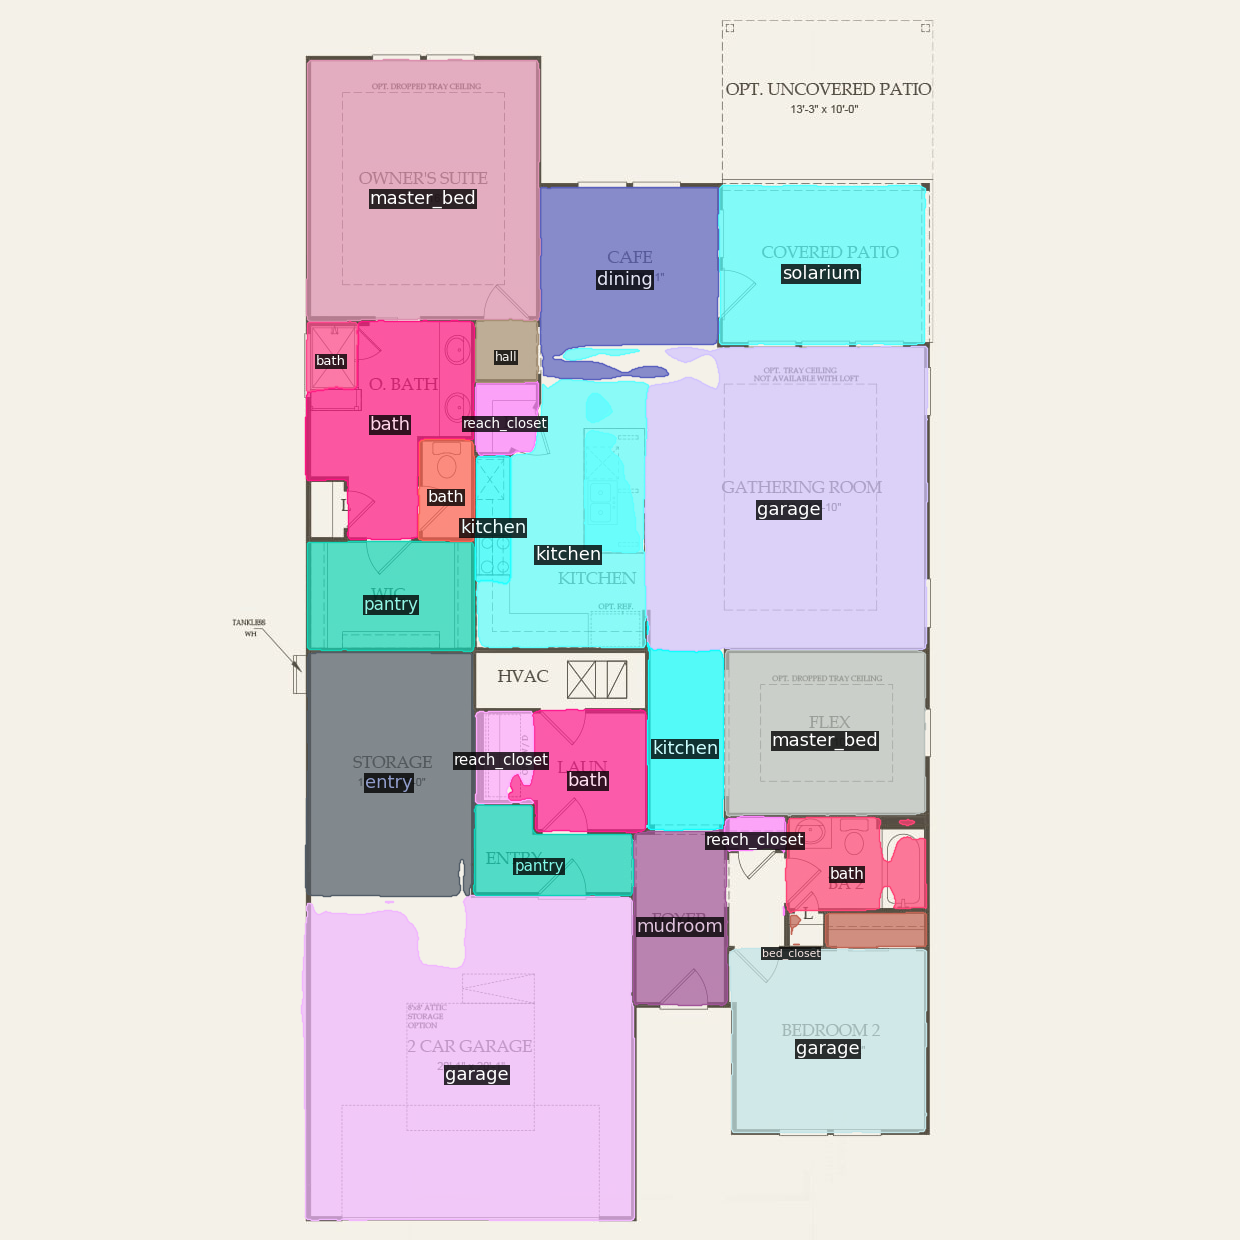 OPT. UNCOVERED PATIO
13'-3" x 10'-0"
OPT. DROPPED TRAY CEILING
OWNER'S SUITE
master_bed
CAFE
dining
COVERED PATIO
solarium
bath
hall
O. BATH
bath
reach_closet
OPT. TRAY CEILING
NOT AVAILABLE WITH LOFT
GATHERING ROOM
garage
bath
L
kitchen
kitchen
KITCHEN
OPT. REF.
WIC
pantry
TANKLESS
WH
HVAC
OPT. DROPPED TRAY CEILING
FLEX
master_bed
STORAGE
entry
reach_closet
LAUN
bath
kitchen
ENTRY
pantry
reach_closet
bath
BA 2
L
FOYER
mudroom
bed_closet
8'x8' ATTIC
STORAGE
OPTION
2 CAR GARAGE
garage
BEDROOM 2
garage